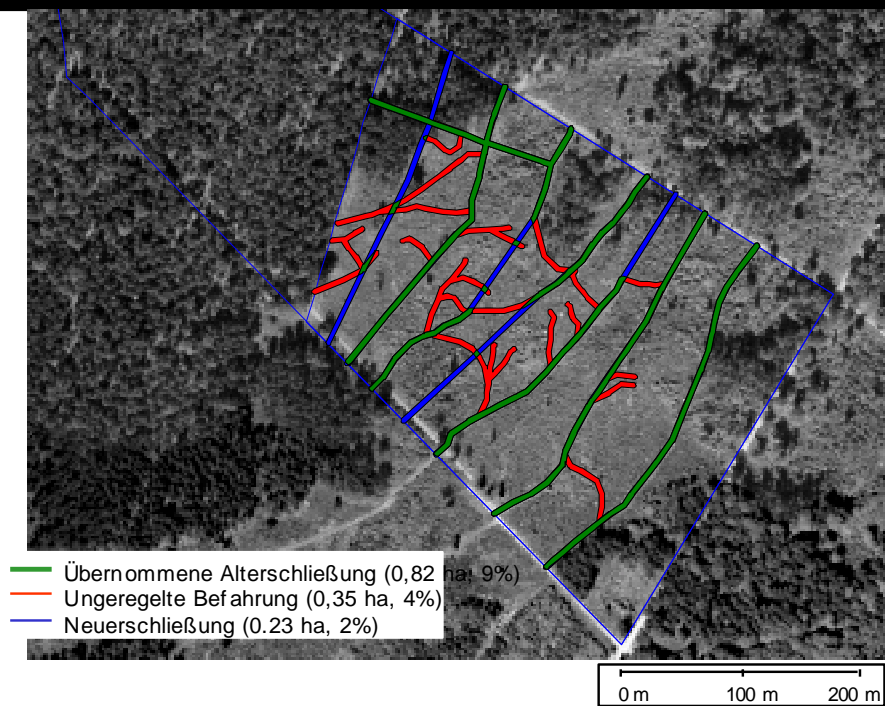 Übernommene Alterschließung (0,82 ha, 9%)
Ungeregelte Befahrung (0,35 ha, 4%)
Neuerschließung (0.23 ha, 2%)
0 m 100 m 200 m